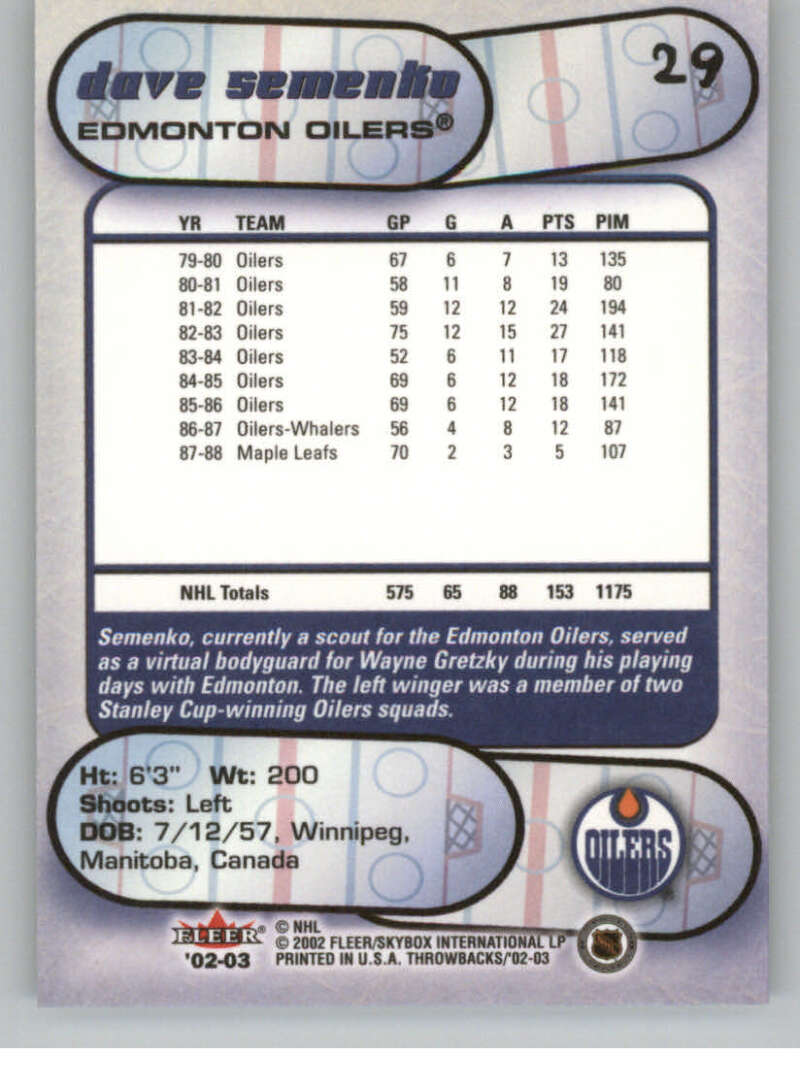 dave semenko
EDMONTON OILERS®
29
YR TEAM GP G A PTS PIM
79-80 Oilers 67 6 7 13 135
80-81 Oilers 58 11 8 19 80
81-82 Oilers 59 12 12 24 194
82-83 Oilers 75 12 15 27 141
83-84 Oilers 52 6 11 17 118
84-85 Oilers 69 6 12 18 172
85-86 Oilers 69 6 12 18 141
86-87 Oilers-Whalers 56 4 8 12 87
87-88 Maple Leafs 70 2 3 5 107
NHL Totals 575 65 88 153 1175
Semenko, currently a scout for the Edmonton Oilers, served
as a virtual bodyguard for Wayne Gretzky during his playing
days with Edmonton. The left winger was a member of two
Stanley Cup-winning Oilers squads.
Ht: 6'3" Wt: 200
Shoots: Left
DOB: 7/12/57, Winnipeg,
Manitoba, Canada
OILERS
FLEER®
'02-03
© NHL
© 2002 FLEER/SKYBOX INTERNATIONAL LP
PRINTED IN U.S.A. THROWBACKS/'02-03